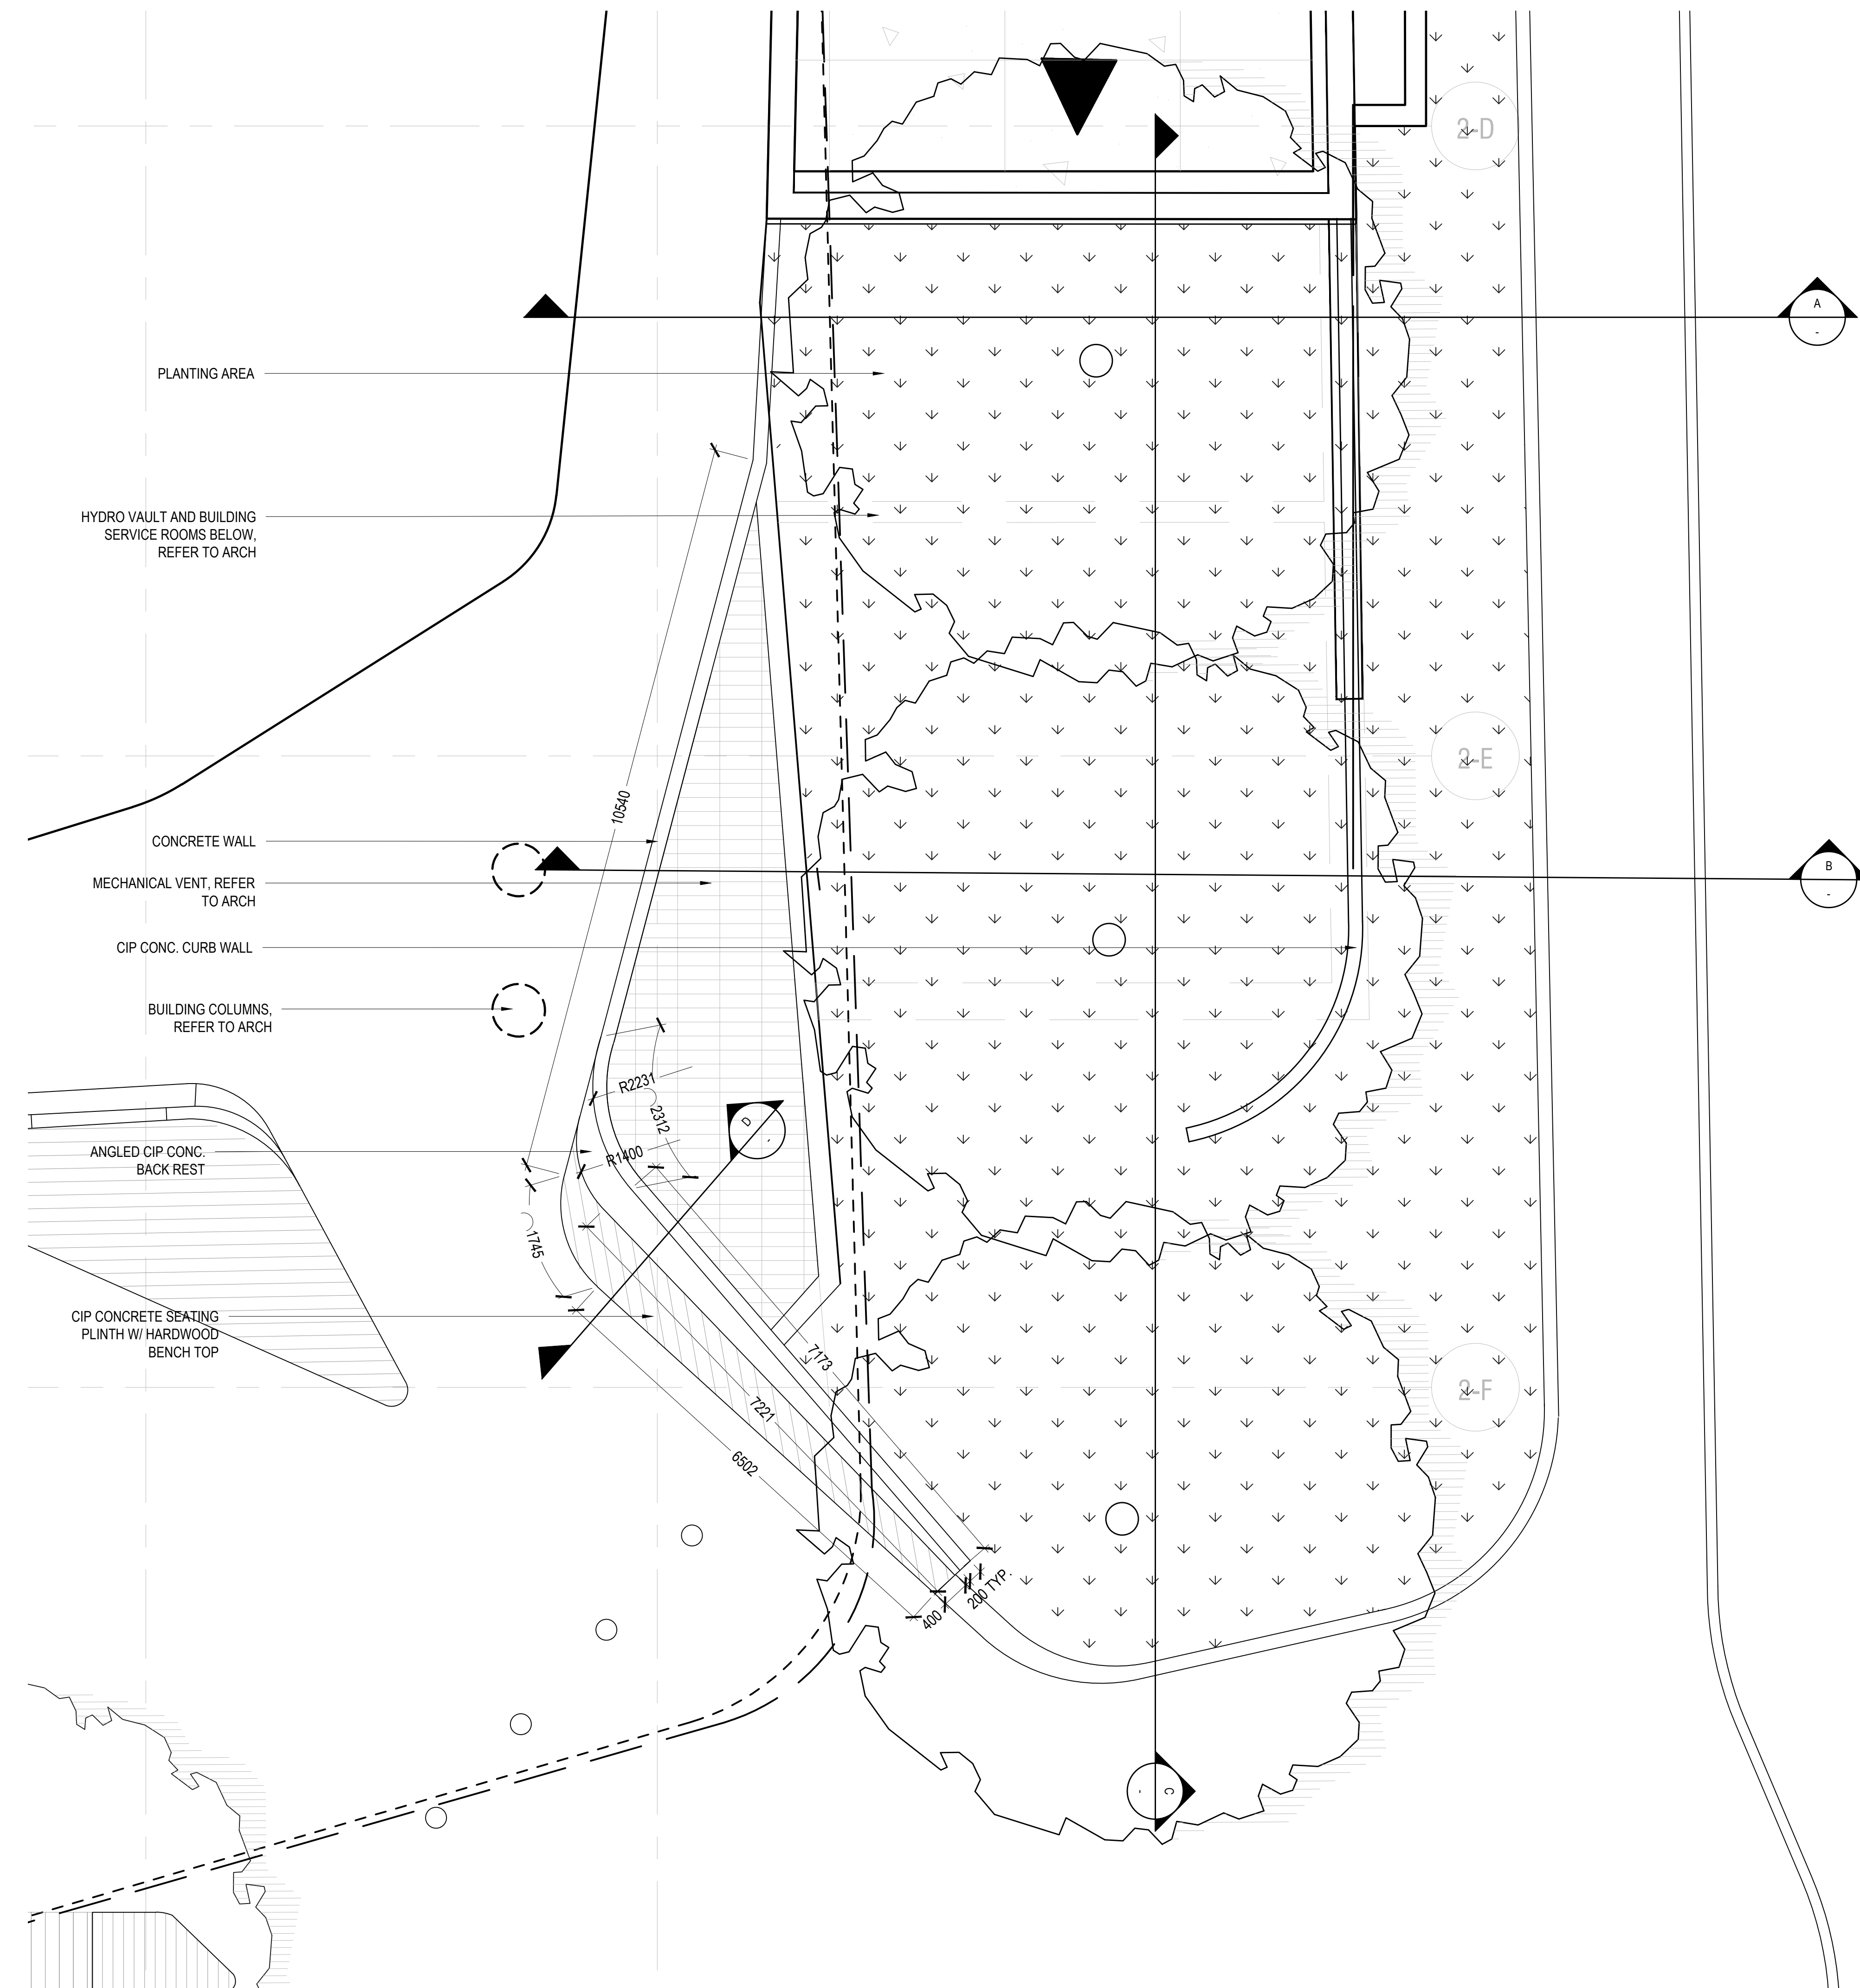 2-D
A
-
PLANTING AREA
HYDRO VAULT AND BUILDING
SERVICE ROOMS BELOW,
REFER TO ARCH
2-E
10540
CONCRETE WALL
B
-
MECHANICAL VENT, REFER
TO ARCH
CIP CONC. CURB WALL
BUILDING COLUMNS,
REFER TO ARCH
R2231
2312
D
-
ANGLED CIP CONC.
BACK REST
R1400
1745
CIP CONCRETE SEATING
PLINTH W/ HARDWOOD
BENCH TOP
7173
2-F
7221
6502
200 TYP.
400
C
-